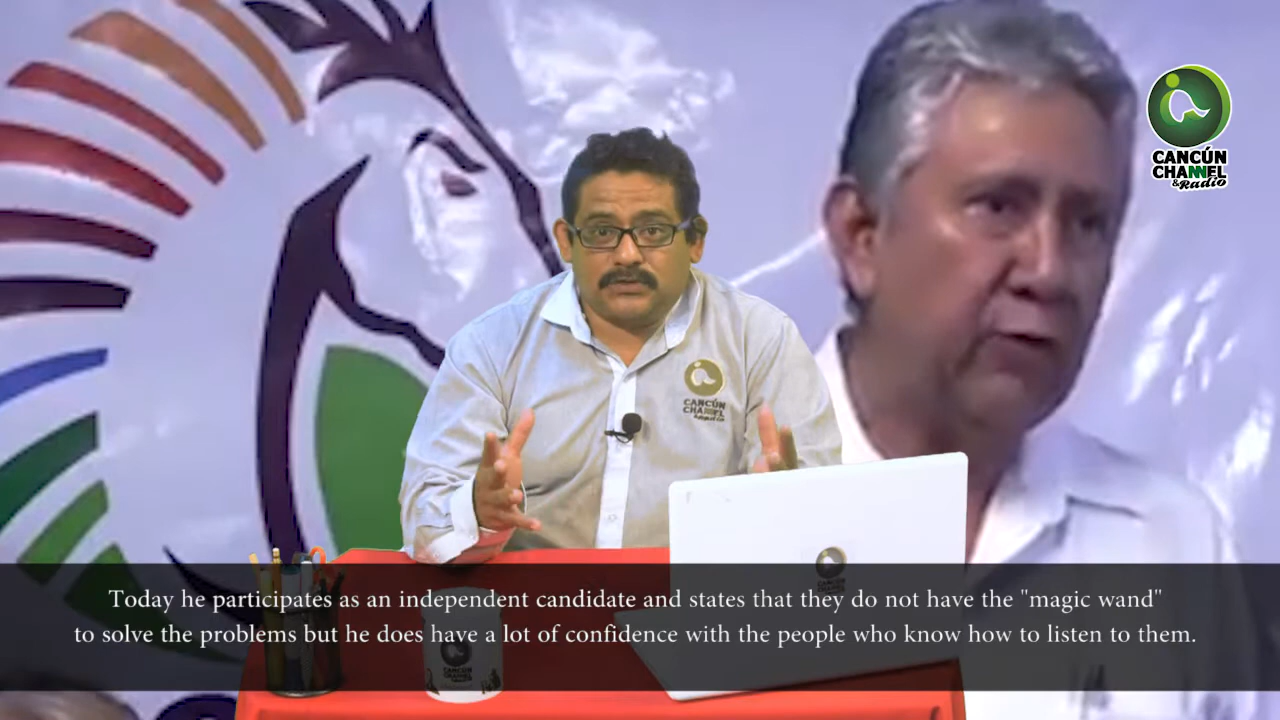 CANCÚN
CHANNEL
&Radio
CANCÚN
CHANNEL
Today he participates as an independent candidate and states that they do not have the "magic wand"
to solve the problems but he does have a lot of confidence with the people who know how to listen to them.
CANCÚN
CHANNEL